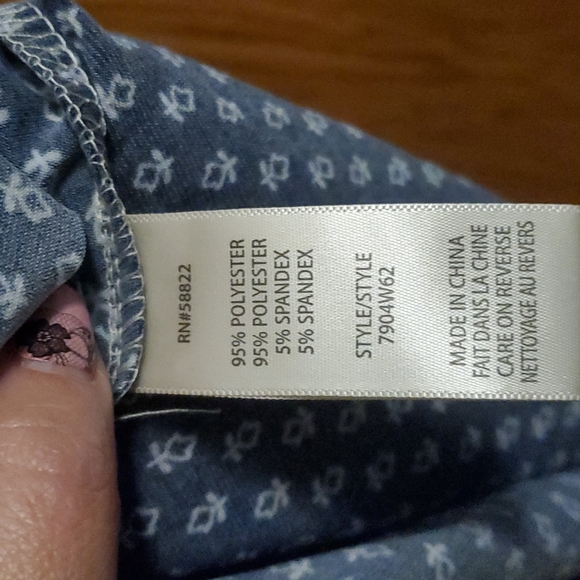 RN#58822
95% POLYESTER
95% POLYESTER
5% SPANDEX
5% SPANDEX
STYLE/STYLE
7904W62
MADE IN CHINA
FAIT DANS LA CHINE
CARE ON REVERSE
NETTOYAGE AU REVERS